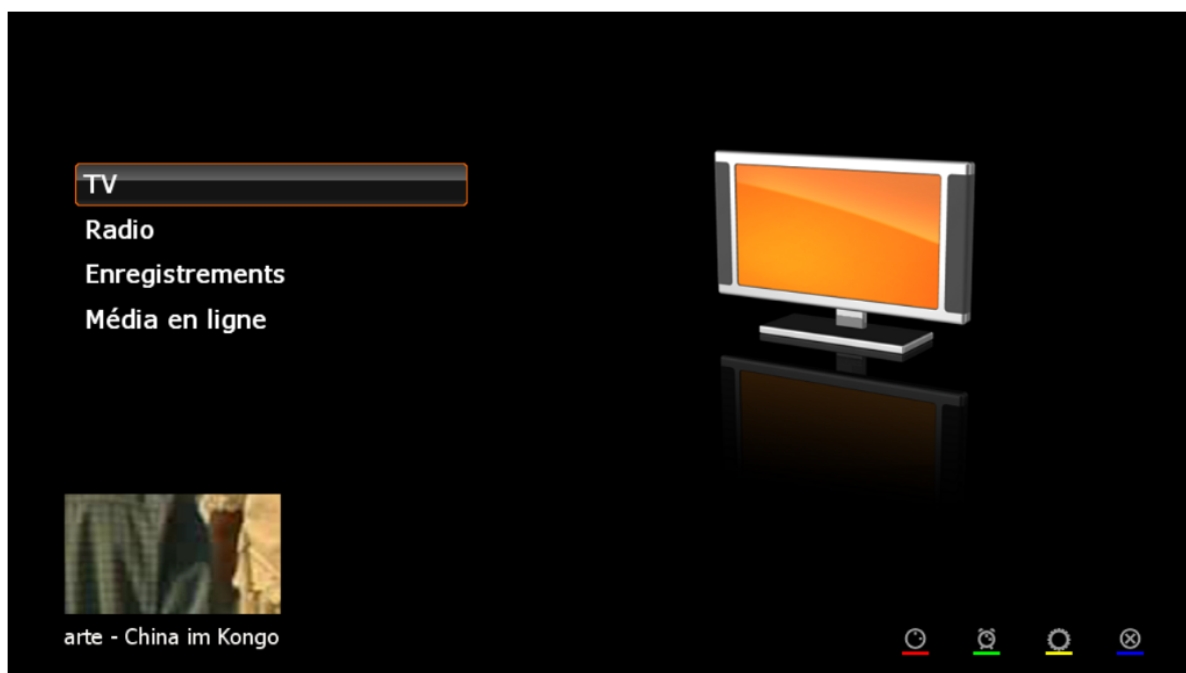 TV
Radio
Enregistrements
Média en ligne
arte - China im Kongo